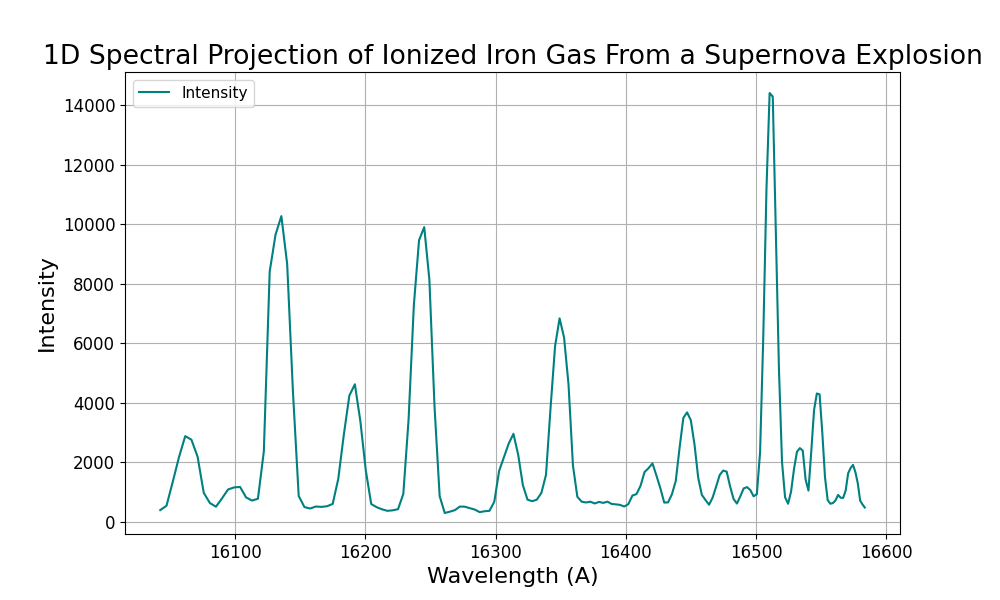 1D Spectral Projection of Ionized Iron Gas From a Supernova Explosion
Intensity
14000
12000
10000
8000
6000
4000
2000
0
Intensity
16100 16200 16300 16400 16500 16600
Wavelength (A)